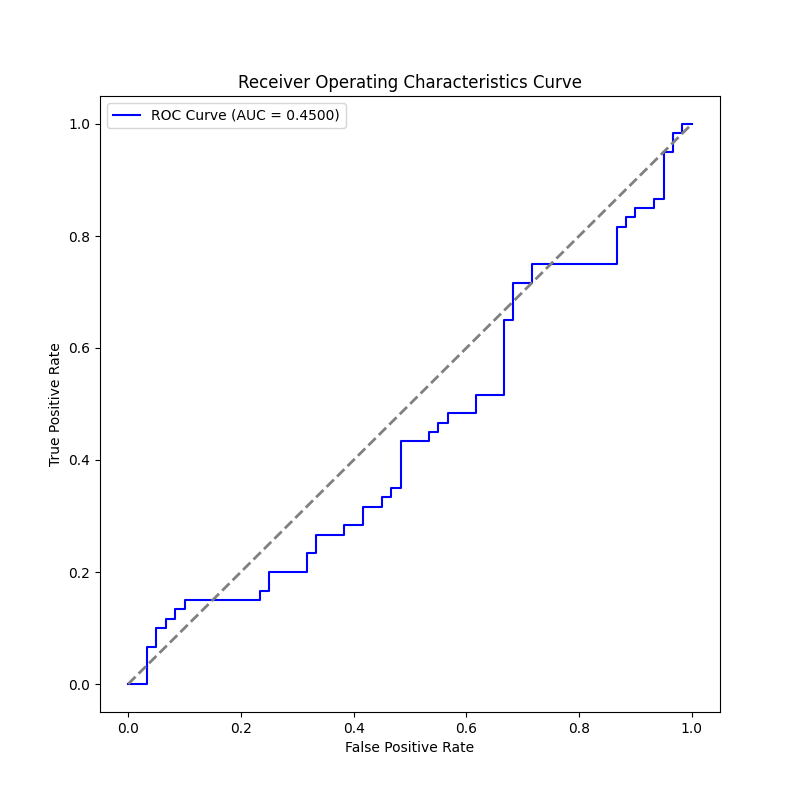 Receiver Operating Characteristics Curve
ROC Curve (AUC = 0.4500)
1.0
0.8
0.6
0.4
0.2
0.0
True Positive Rate
0.0 0.2 0.4 0.6 0.8 1.0
False Positive Rate